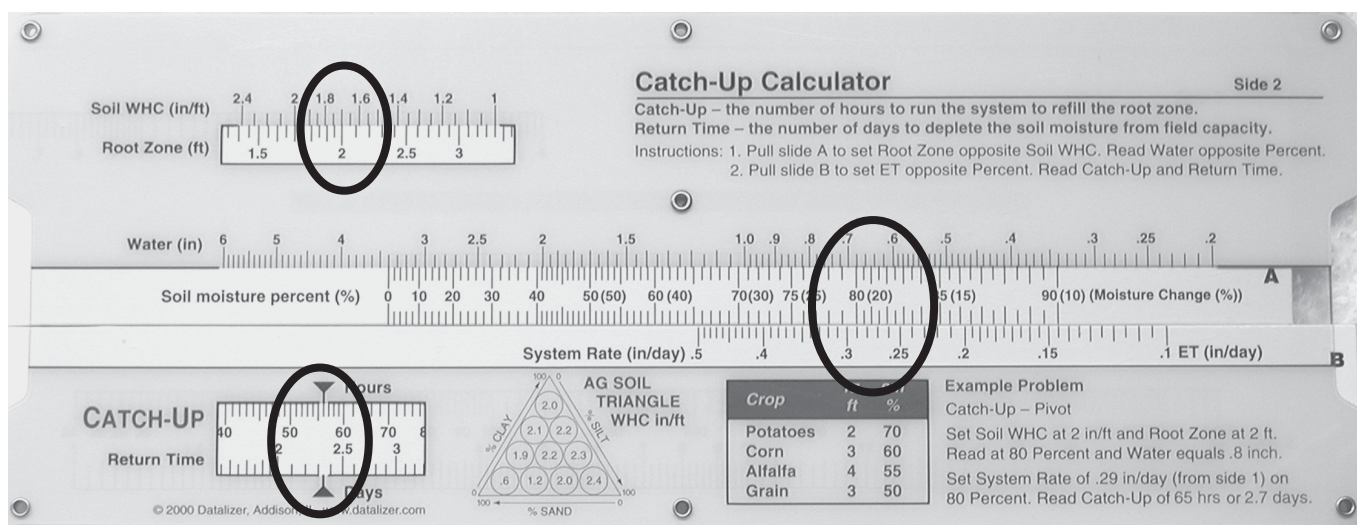 Catch-Up Calculator
Side 2
Catch-Up – the number of hours to run the system to refill the root zone.
Return Time – the number of days to deplete the soil moisture from field capacity.
Instructions: 1. Pull slide A to set Root Zone opposite Soil WHC. Read Water opposite Percent.
2. Pull slide B to set ET opposite Percent. Read Catch-Up and Return Time.
Soil WHC (in/ft) 2.4 2 1.8 1.6 1.4 1.2 1
Root Zone (ft) 1.5 2 2.5 3
Water (in) 6 5 4 3 2.5 2 1.5 1.0 .9 .8 .7 .6 .5 .4 .3 .25 .2
A
Soil moisture percent (%) 0 10 20 30 40 50 (50) 60 (40) 70 (30) 75 80 (20) (15) 90 (10) (Moisture Change (%))
System Rate (in/day) .5 .4 .3 .25 .2 .15 .1 ET (in/day)
B
CATCH-UP
40 50 60 70 8
Return Time
2 2.5 3
© 2000 Datalizer, Addison, www.datalizer.com
AG SOIL
TRIANGLE
WHC in/ft
100 0
% CLAY
% SILT
2.0
2.1 2.2
1.9 2.2 2.3
.6 1.2 2.0 2.4
0 100
100 0
% SAND
Crop ft %
Potatoes 2 70
Corn 3 60
Alfalfa 4 55
Grain 3 50
Example Problem
Catch-Up – Pivot
Set Soil WHC at 2 in/ft and Root Zone at 2 ft.
Read at 80 Percent and Water equals .8 inch.
Set System Rate of .29 in/day (from side 1) on
80 Percent. Read Catch-Up of 65 hrs or 2.7 days.